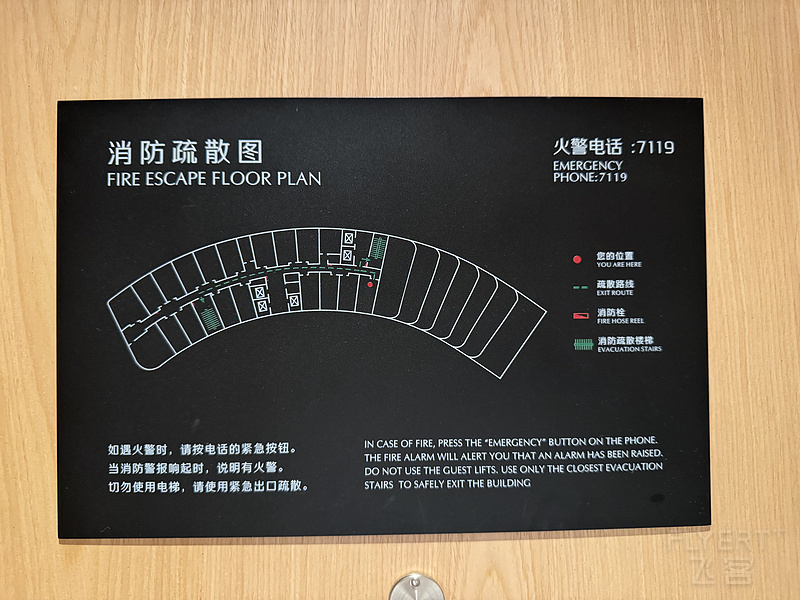 消防疏散图
FIRE ESCAPE FLOOR PLAN
火警电话 :7119
EMERGENCY
PHONE:7119
您的位置
YOU ARE HERE
疏散路线
EXIT ROUTE
消防栓
FIRE HOSE REEL
消防疏散楼梯
EVACUATION STAIRS
如遇火警时，请按电话的紧急按钮。
当消防警报响起时，说明有火警。
切勿使用电梯，请使用紧急出口疏散。
IN CASE OF FIRE, PRESS THE “EMERGENCY” BUTTON ON THE PHONE.
THE FIRE ALARM WILL ALERT YOU THAT AN ALARM HAS BEEN RAISED.
DO NOT USE THE GUEST LIFTS. USE ONLY THE CLOSEST EVACUATION
STAIRS TO SAFELY EXIT THE BUILDING
FLYERT
飞客